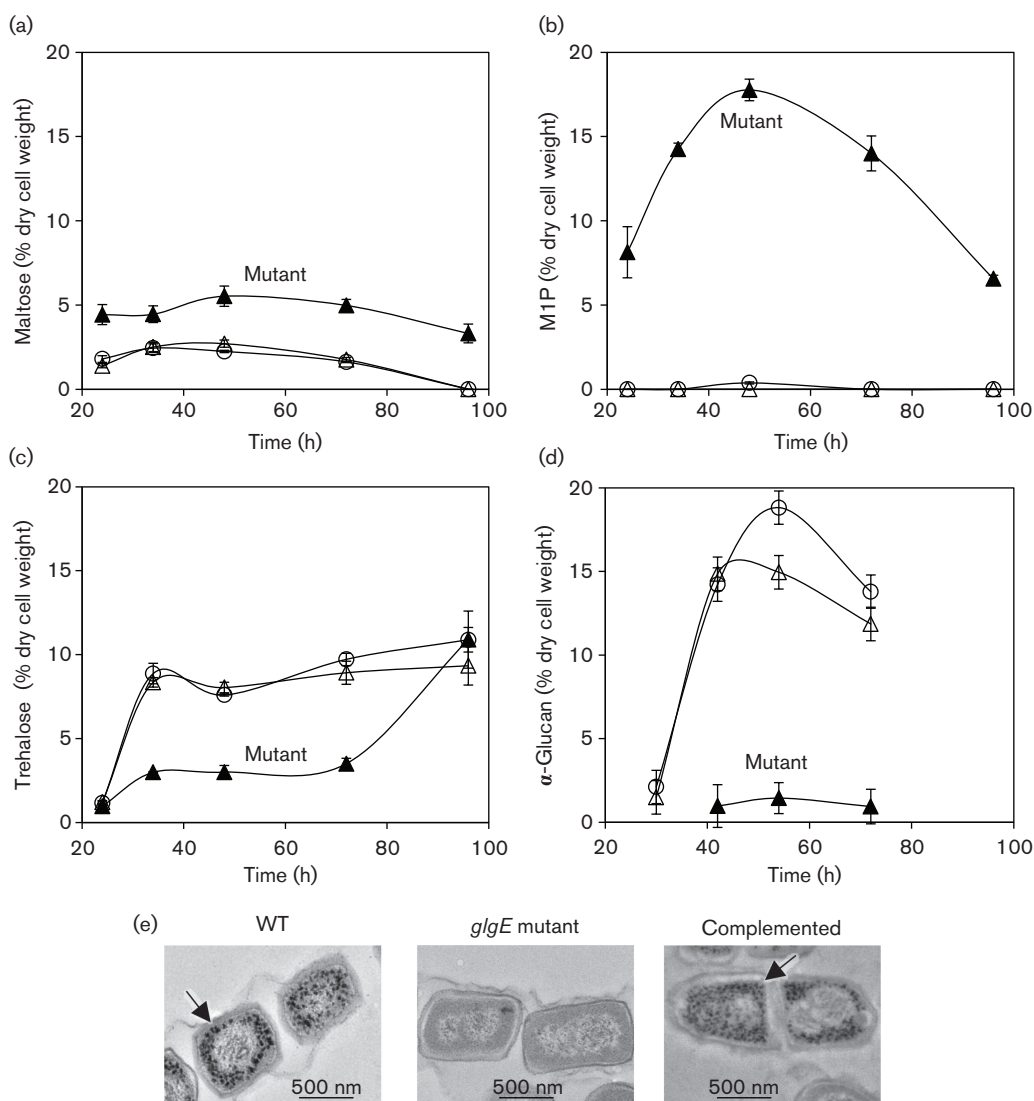 (a)
Maltose (% dry cell weight)
20
15
10
5
0
Mutant
20 40 60 80 100
Time (h)
(b)
M1P (% dry cell weight)
20
15
10
5
0
Mutant
20 40 60 80 100
Time (h)
(c)
Trehalose (% dry cell weight)
20
15
10
5
0
Mutant
20 40 60 80 100
Time (h)
(d)
α-Glucan (% dry cell weight)
20
15
10
5
0
Mutant
20 40 60 80 100
Time (h)
(e)
WT
500 nm
glgE mutant
500 nm
Complemented
500 nm